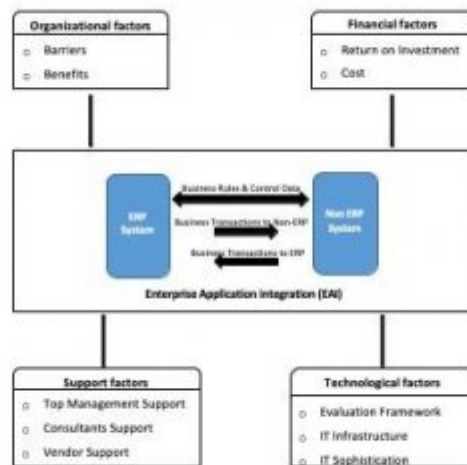 Organizational factors
Barriers
Benefits
Financial factors
Return on Investment
Cost
ERP
System
Business Rules & Control Data
Business Transactions to Non-ERP
Business Transactions to ERP
Non ERP
System
Enterprise Application integration (EAI)
Support factors
Top Management Support
Consultants Support
Vendor Support
Technological factors
Evaluation Framework
IT Infrastructure
IT Sophistication